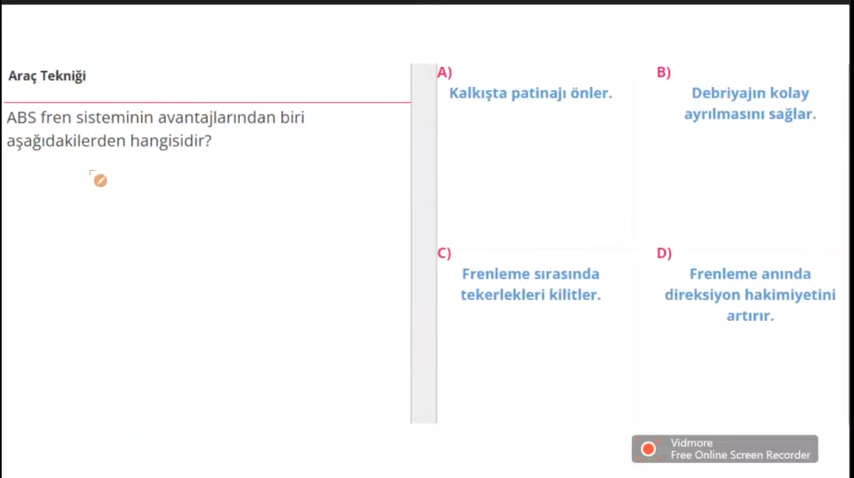 Araç Tekniği
ABS fren sisteminin avantajlarından biri
aşağıdakilerden hangisidir?
A)
Kalkışta patinajı önler.
B)
Debriyajın kolay
ayrılmasını sağlar.
C)
Frenleme sırasında
tekerlekleri kilitler.
D)
Frenleme anında
direksiyon hakimiyetini
artırır.
Vidmore
Free Online Screen Recorder